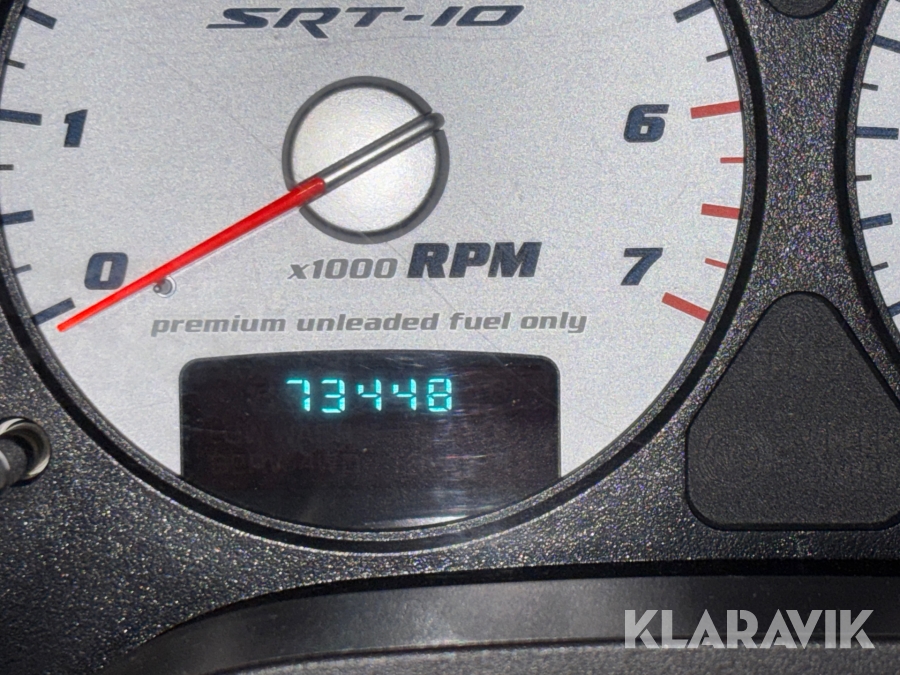 SRT-10
1
6
0
7
x1000 RPM
premium unleaded fuel only
73448
KLARAVIK